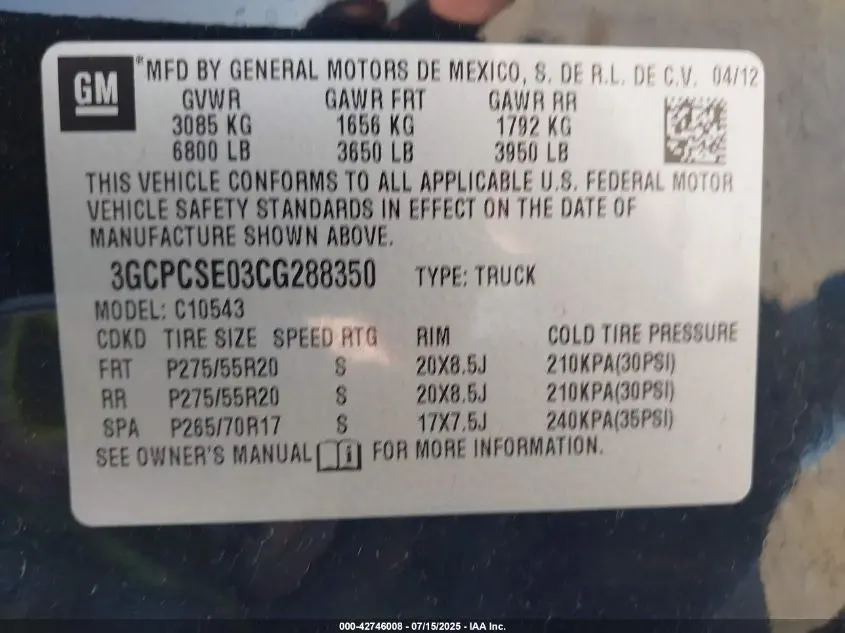 GM
*MFD BY GENERAL MOTORS DE MEXICO, S. DE R.L. DE C.V. 04/12
GVWR GAWR FRT GAWR RR
3085 KG 1656 KG 1792 KG
6800 LB 3650 LB 3950 LB
THIS VEHICLE CONFORMS TO ALL APPLICABLE U.S. FEDERAL MOTOR
VEHICLE SAFETY STANDARDS IN EFFECT ON THE DATE OF
MANUFACTURE SHOWN ABOVE.
3GCPCSE03CG288350 TYPE: TRUCK
MODEL: C10543
CDKD TIRE SIZE SPEED RTG RIM COLD TIRE PRESSURE
FRT P275/55R20 S 20X8.5J 210KPA(30PSI)
RR P275/55R20 S 20X8.5J 210KPA(30PSI)
SPA P265/70R17 S 17X7.5J 240KPA(35PSI)
SEE OWNER'S MANUAL i FOR MORE INFORMATION.
000-42746008 - 07/15/2025 - IAA Inc.